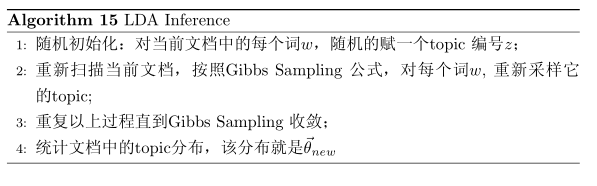 Algorithm 15 LDA Inference
1: 随机初始化：对当前文档中的每个词w，随机的赋一个topic 编号z；
2: 重新扫描当前文档，按照Gibbs Sampling 公式，对每个词w, 重新采样它
的topic;
3: 重复以上过程直到Gibbs Sampling 收敛；
4: 统计文档中的topic分布，该分布就是$\vec{\theta}_{new}$